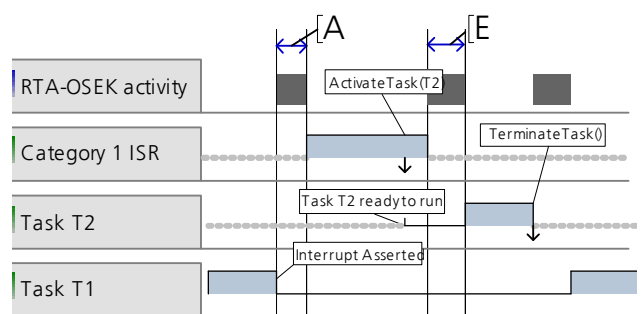 [A
[E
RTA-OSEK activity
ActivateTask(T2)
Category 1 ISR
TerminateTask()
Task T2 ready to run
Task T2
Interrupt Asserted
Task T1